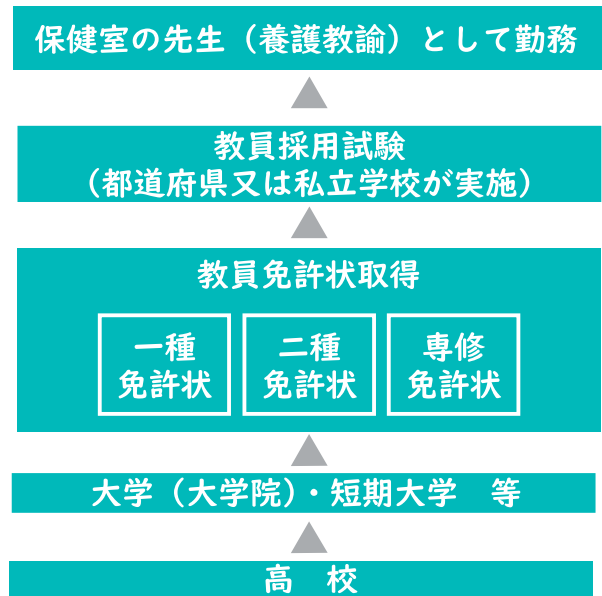 保健室の先生（養護教諭）として勤務
教員採用試験
（都道府県又は私立学校が実施）
教員免許状取得
一種
免許状
二種
免許状
専修
免許状
大学（大学院）・短期大学　等
高　校